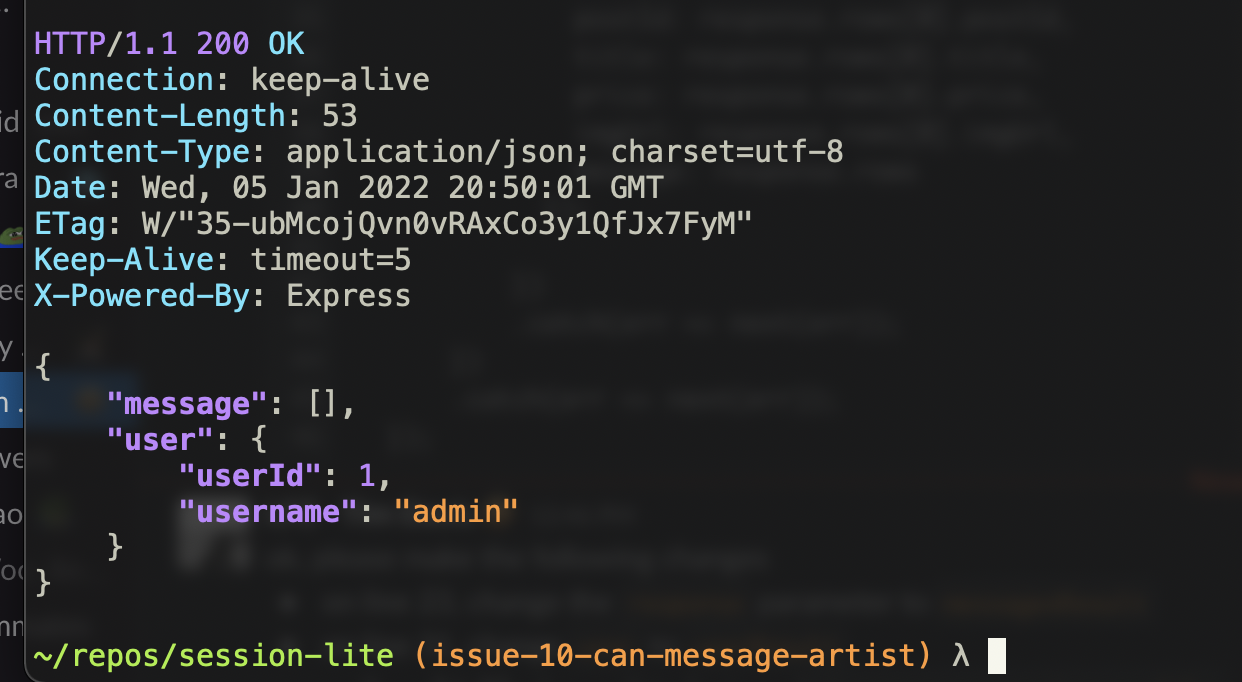 HTTP/1.1 200 OK
Connection: keep-alive
Content-Length: 53
Content-Type: application/json; charset=utf-8
Date: Wed, 05 Jan 2022 20:50:01 GMT
ETag: W/"35-ubMcojQvn0vRAxCo3y1QfJx7FyM"
Keep-Alive: timeout=5
X-Powered-By: Express
{
    "message": [],
    "user": {
        "userId": 1,
        "username": "admin"
    }
}
~/repos/session-lite (issue-10-can-message-artist) λ